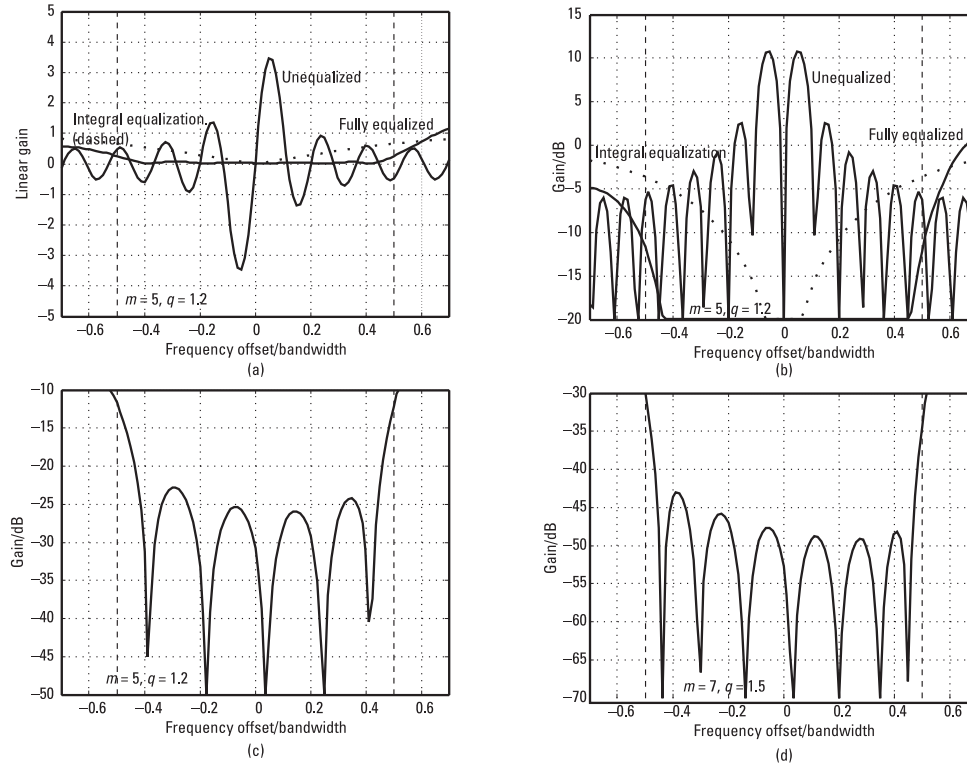 5
4
3
2
1
0
−1
−2
−3
−4
−5
Linear gain
Unequalized
Integral equalization
(dashed)
Fully equalized
m = 5, q = 1.2
−0.6
−0.4
−0.2
0
0.2
0.4
0.6
Frequency offset/bandwidth
(a)
15
10
5
0
−5
−10
−15
−20
Gain/dB
Unequalized
Fully equalized
Integral equalization
m = 5, q = 1.2
−0.6
−0.4
−0.2
0
0.2
0.4
0.6
Frequency offset/bandwidth
(b)
−10
−15
−20
−25
−30
−35
−40
−45
−50
Gain/dB
m = 5, q = 1.2
−0.6
−0.4
−0.2
0
0.2
0.4
0.6
Frequency offset/bandwidth
(c)
−30
−35
−40
−45
−50
−55
−60
−65
−70
Gain/dB
m = 7, q = 1.5
−0.6
−0.4
−0.2
0
0.2
0.4
0.6
Frequency offset/bandwidth
(d)